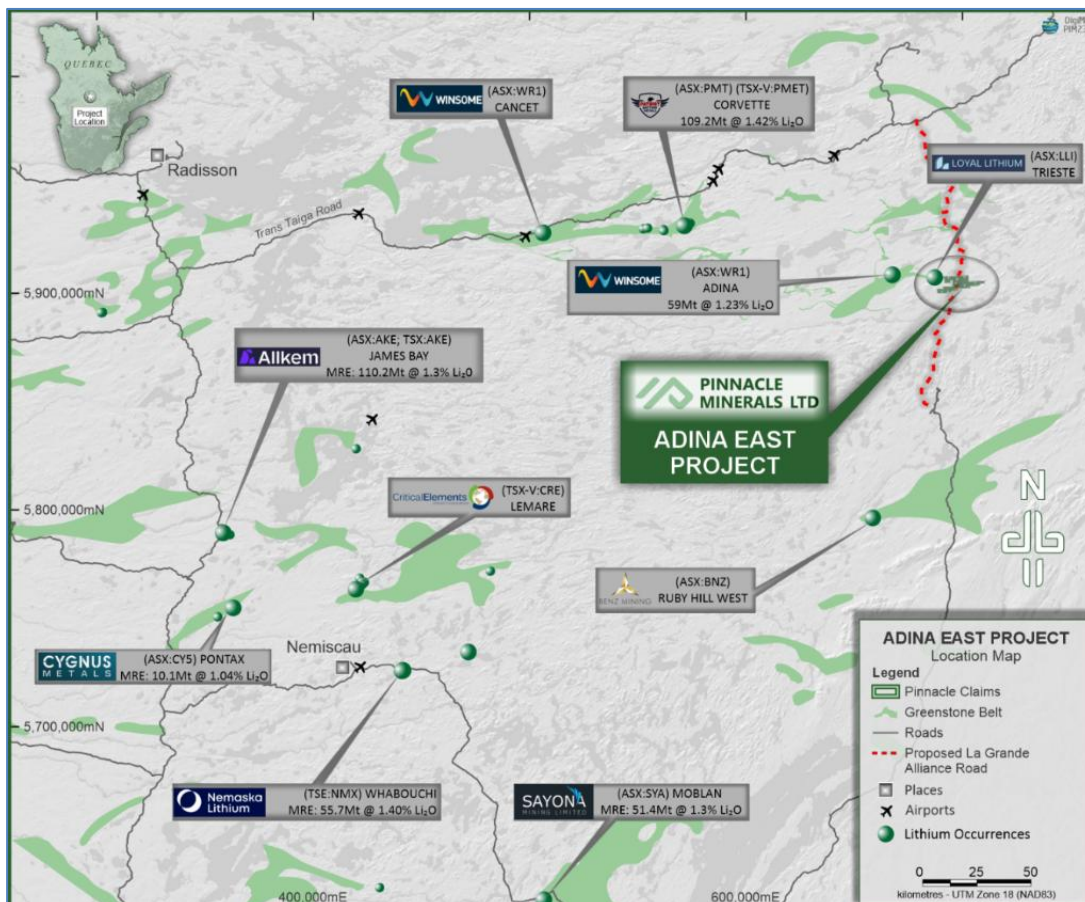 QUEBEC
Project
Location
Radisson
Trans Taiga Road
WINSOME
(ASX:WR1)
CANCET
(ASX:PMT) (TSX-V:PMET)
CORVETTE
109.2Mt @ 1.42% Li₂O
LOYAL LITHIUM
(ASX:LLI)
TRIESTE
WINSOME
(ASX:WR1)
ADINA
59Mt @ 1.23% Li₂O
5,900,000mN
Allkem
(ASX:AKE; TSX:AKE)
JAMES BAY
MRE: 110.2Mt @ 1.3% Li₂0
PINNACLE
MINERALS LTD
ADINA EAST
PROJECT
CriticalElements
(TSX-V:CRE)
LEMARE
5,800,000mN
N
BENZ MINING
(ASX:BNZ)
RUBY HILL WEST
CYGNUS
METALS
(ASX:CY5) PONTAX
MRE: 10.1Mt @ 1.04% Li₂O
Nemiscau
5,700,000mN
Nemaska
Lithium
(TSE:NMX) WHABOUCHI
MRE: 55.7Mt @ 1.40% Li₂O
SAYONA
MINING LIMITED
(ASX:SYA) MOBLAN
MRE: 51.4Mt @ 1.3% Li₂O
400,000mE
600,000mE
ADINA EAST PROJECT
Location Map
Legend
Pinnacle Claims
Greenstone Belt
Roads
Proposed La Grande
Alliance Road
Places
Airports
Lithium Occurrences
0 25 50
kilometres - UTM Zone 18 (NAD83)